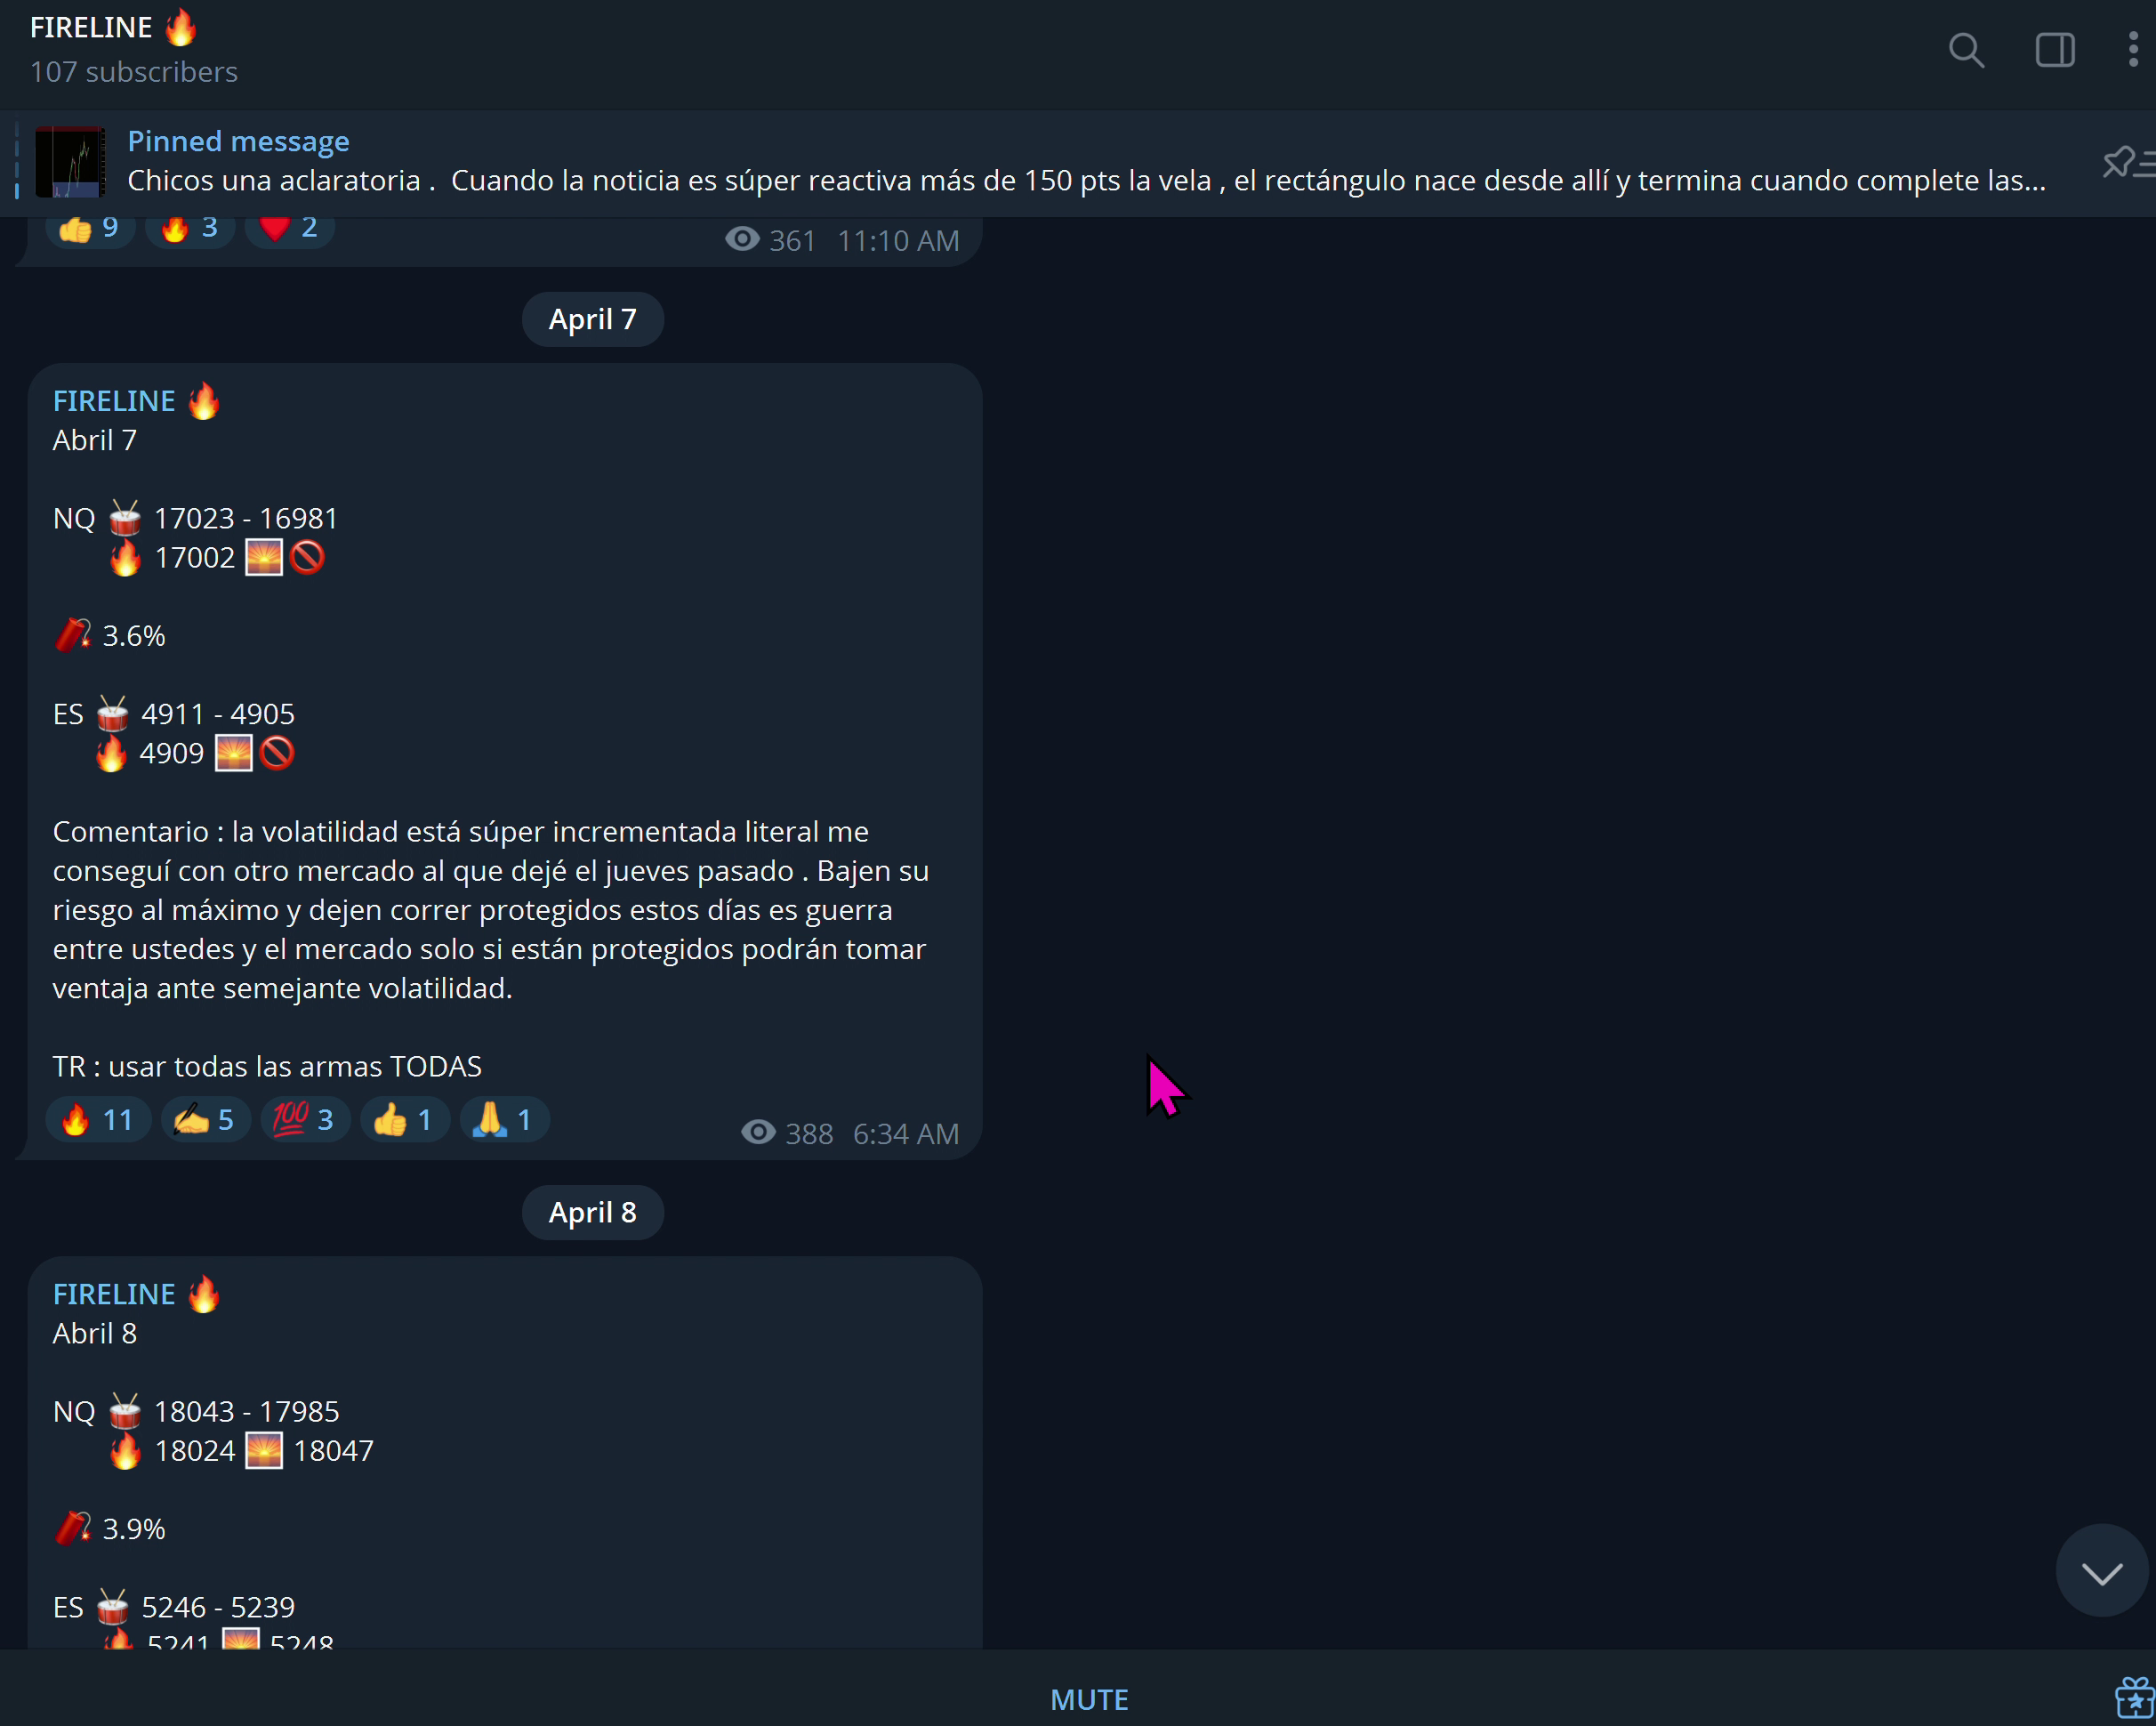 FIRELINE 🔥
107 subscribers
Pinned message
Chicos una aclaratoria .  Cuando la noticia es súper reactiva más de 150 pts la vela , el rectángulo nace desde allí y termina cuando complete las...
👍 9 🔥 3 ❤️ 2
361 11:10 AM
April 7
FIRELINE 🔥
Abril 7
NQ 🥁 17023 - 16981
🔥 17002 🌅🚫
🧨 3.6%
ES 🥁 4911 - 4905
🔥 4909 🌅🚫
Comentario : la volatilidad está súper incrementada literal me
conseguí con otro mercado al que dejé el jueves pasado . Bajen su
riesgo al máximo y dejen correr protegidos estos días es guerra
entre ustedes y el mercado solo si están protegidos podrán tomar
ventaja ante semejante volatilidad.
TR : usar todas las armas TODAS
🔥 11 ✍️ 5 💯 3 👍 1 🙏 1
388 6:34 AM
April 8
FIRELINE 🔥
Abril 8
NQ 🥁 18043 - 17985
🔥 18024 🌅 18047
🧨 3.9%
ES 🥁 5246 - 5239
🔥 5241 🌅 5248
MUTE